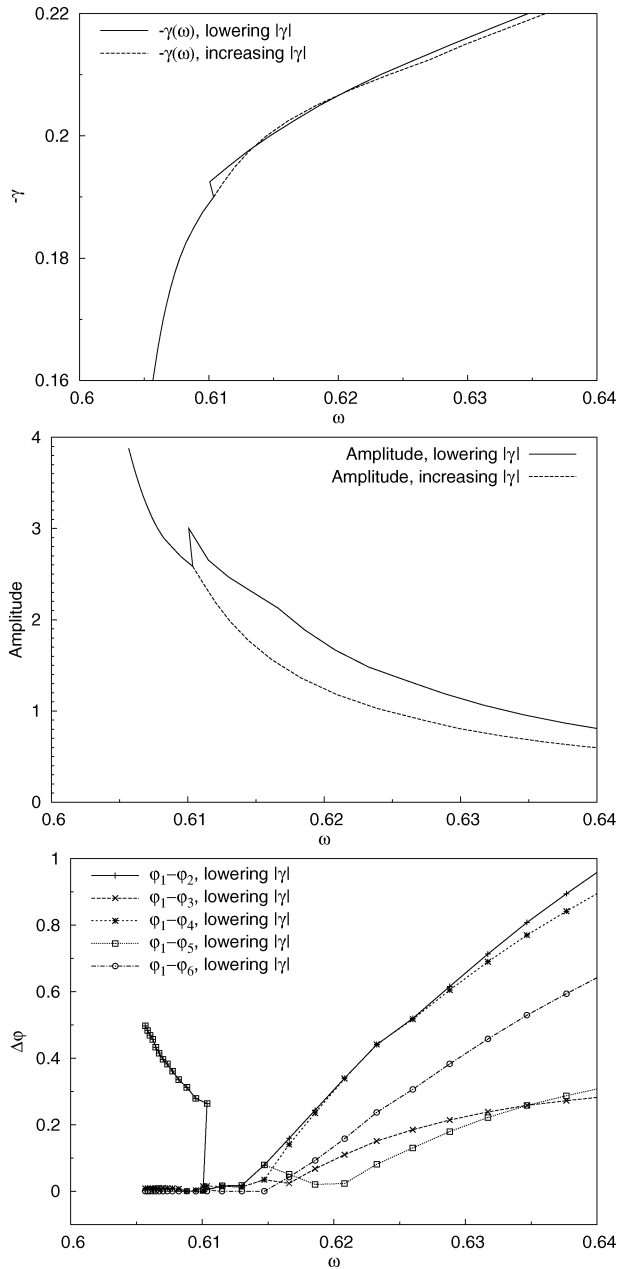 0.22
-γ(ω), lowering |γ|
-γ(ω), increasing |γ|
0.2
-γ
0.18
0.16
0.6 0.61 0.62 0.63 0.64
ω
4
Amplitude, lowering |γ|
Amplitude, increasing |γ|
3
Amplitude
2
1
0
0.6 0.61 0.62 0.63 0.64
ω
1
φ1−φ2, lowering |γ|
φ1−φ3, lowering |γ|
φ1−φ4, lowering |γ|
φ1−φ5, lowering |γ|
φ1−φ6, lowering |γ|
0.8
0.6
Δφ
0.4
0.2
0
0.6 0.61 0.62 0.63 0.64
ω